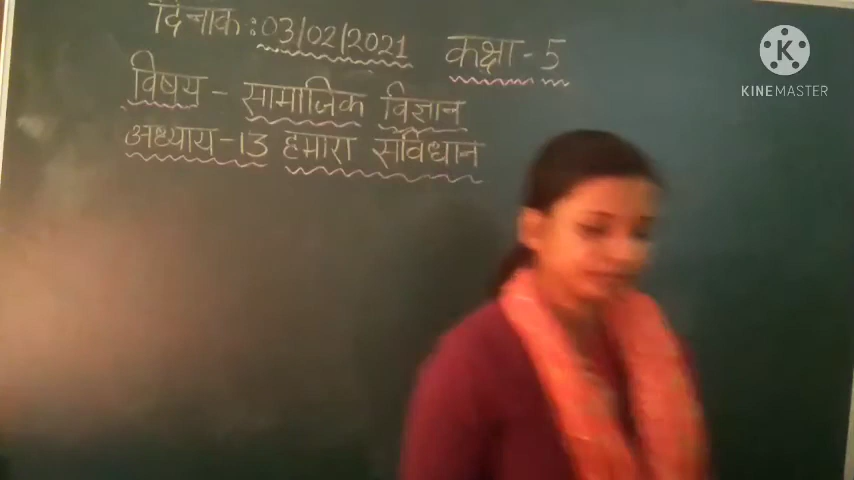 दिनांक :03/02/2021 कक्षा - 5
विषय - सामाजिक विज्ञान
अध्याय -13 हमारा संविधान
K
KINEMASTER